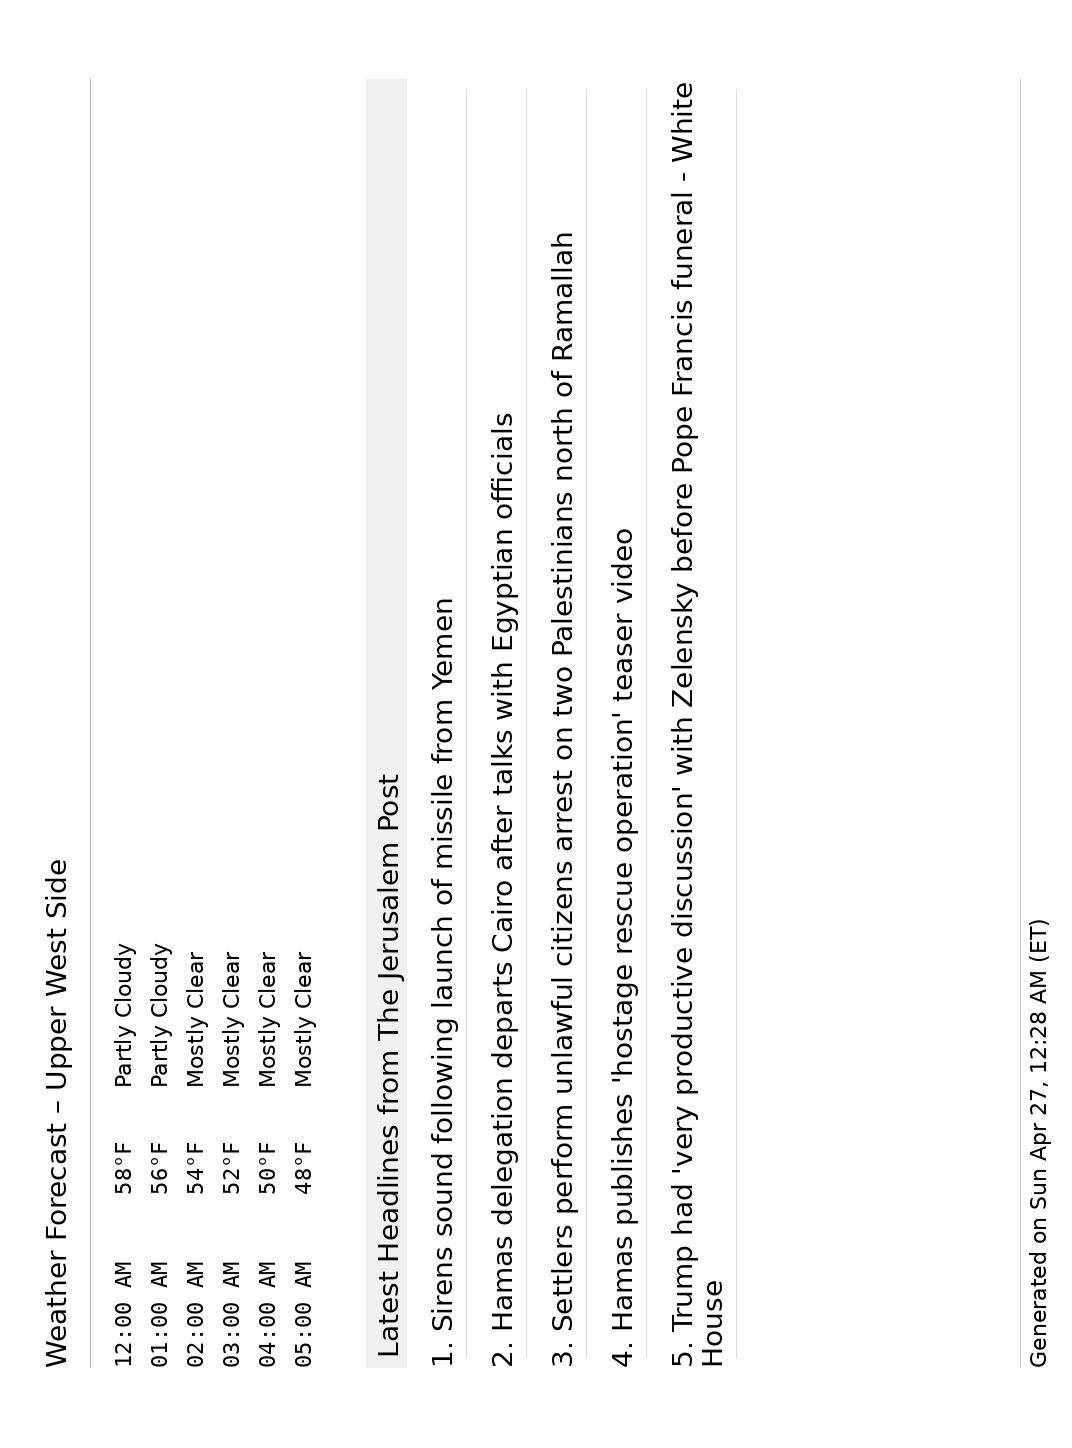 Weather Forecast – Upper West Side
12:00 AM 58°F Partly Cloudy
01:00 AM 56°F Partly Cloudy
02:00 AM 54°F Mostly Clear
03:00 AM 52°F Mostly Clear
04:00 AM 50°F Mostly Clear
05:00 AM 48°F Mostly Clear
Latest Headlines from The Jerusalem Post
1. Sirens sound following launch of missile from Yemen
2. Hamas delegation departs Cairo after talks with Egyptian officials
3. Settlers perform unlawful citizens arrest on two Palestinians north of Ramallah
4. Hamas publishes 'hostage rescue operation' teaser video
5. Trump had 'very productive discussion' with Zelensky before Pope Francis funeral - White
House
Generated on Sun Apr 27, 12:28 AM (ET)